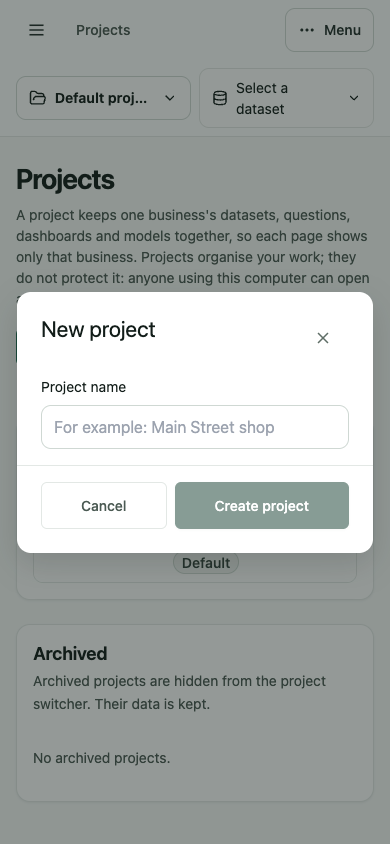 Projects
Menu
Default proj...
Select a
dataset
Projects
A project keeps one business's datasets, questions,
dashboards and models together, so each page shows
only that business. Projects organise your work; they
do not protect it: anyone using this computer can open
New project
Project name
For example: Main Street shop
Cancel
Create project
Default
Archived
Archived projects are hidden from the project
switcher. Their data is kept.
No archived projects.